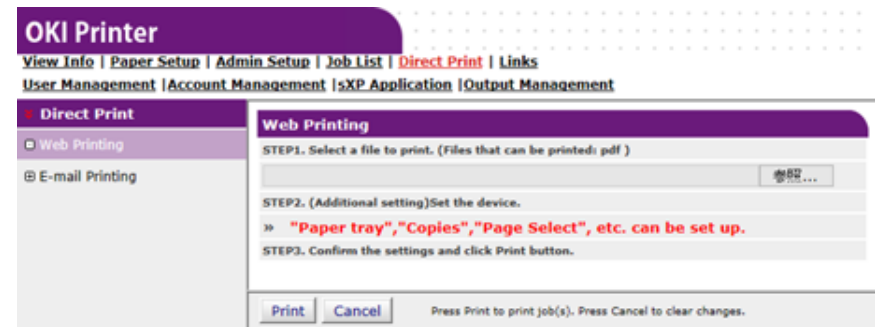 OKI Printer
View Info | Paper Setup | Admin Setup | Job List | Direct Print | Links
User Management |Account Management |sXP Application |Output Management
Direct Print
Web Printing
E-mail Printing
Web Printing
STEP1. Select a file to print. (Files that can be printed: pdf )
参照...
STEP2. (Additional setting)Set the device.
» "Paper tray","Copies","Page Select", etc. can be set up.
STEP3. Confirm the settings and click Print button.
Print Cancel Press Print to print job(s). Press Cancel to clear changes.